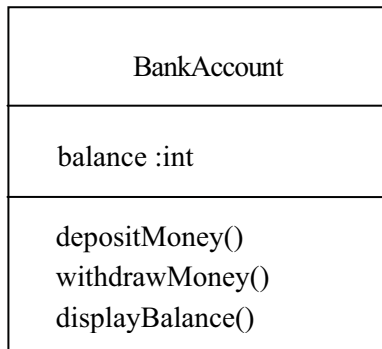 BankAccount
balance :int
depositMoney()
withdrawMoney()
displayBalance()